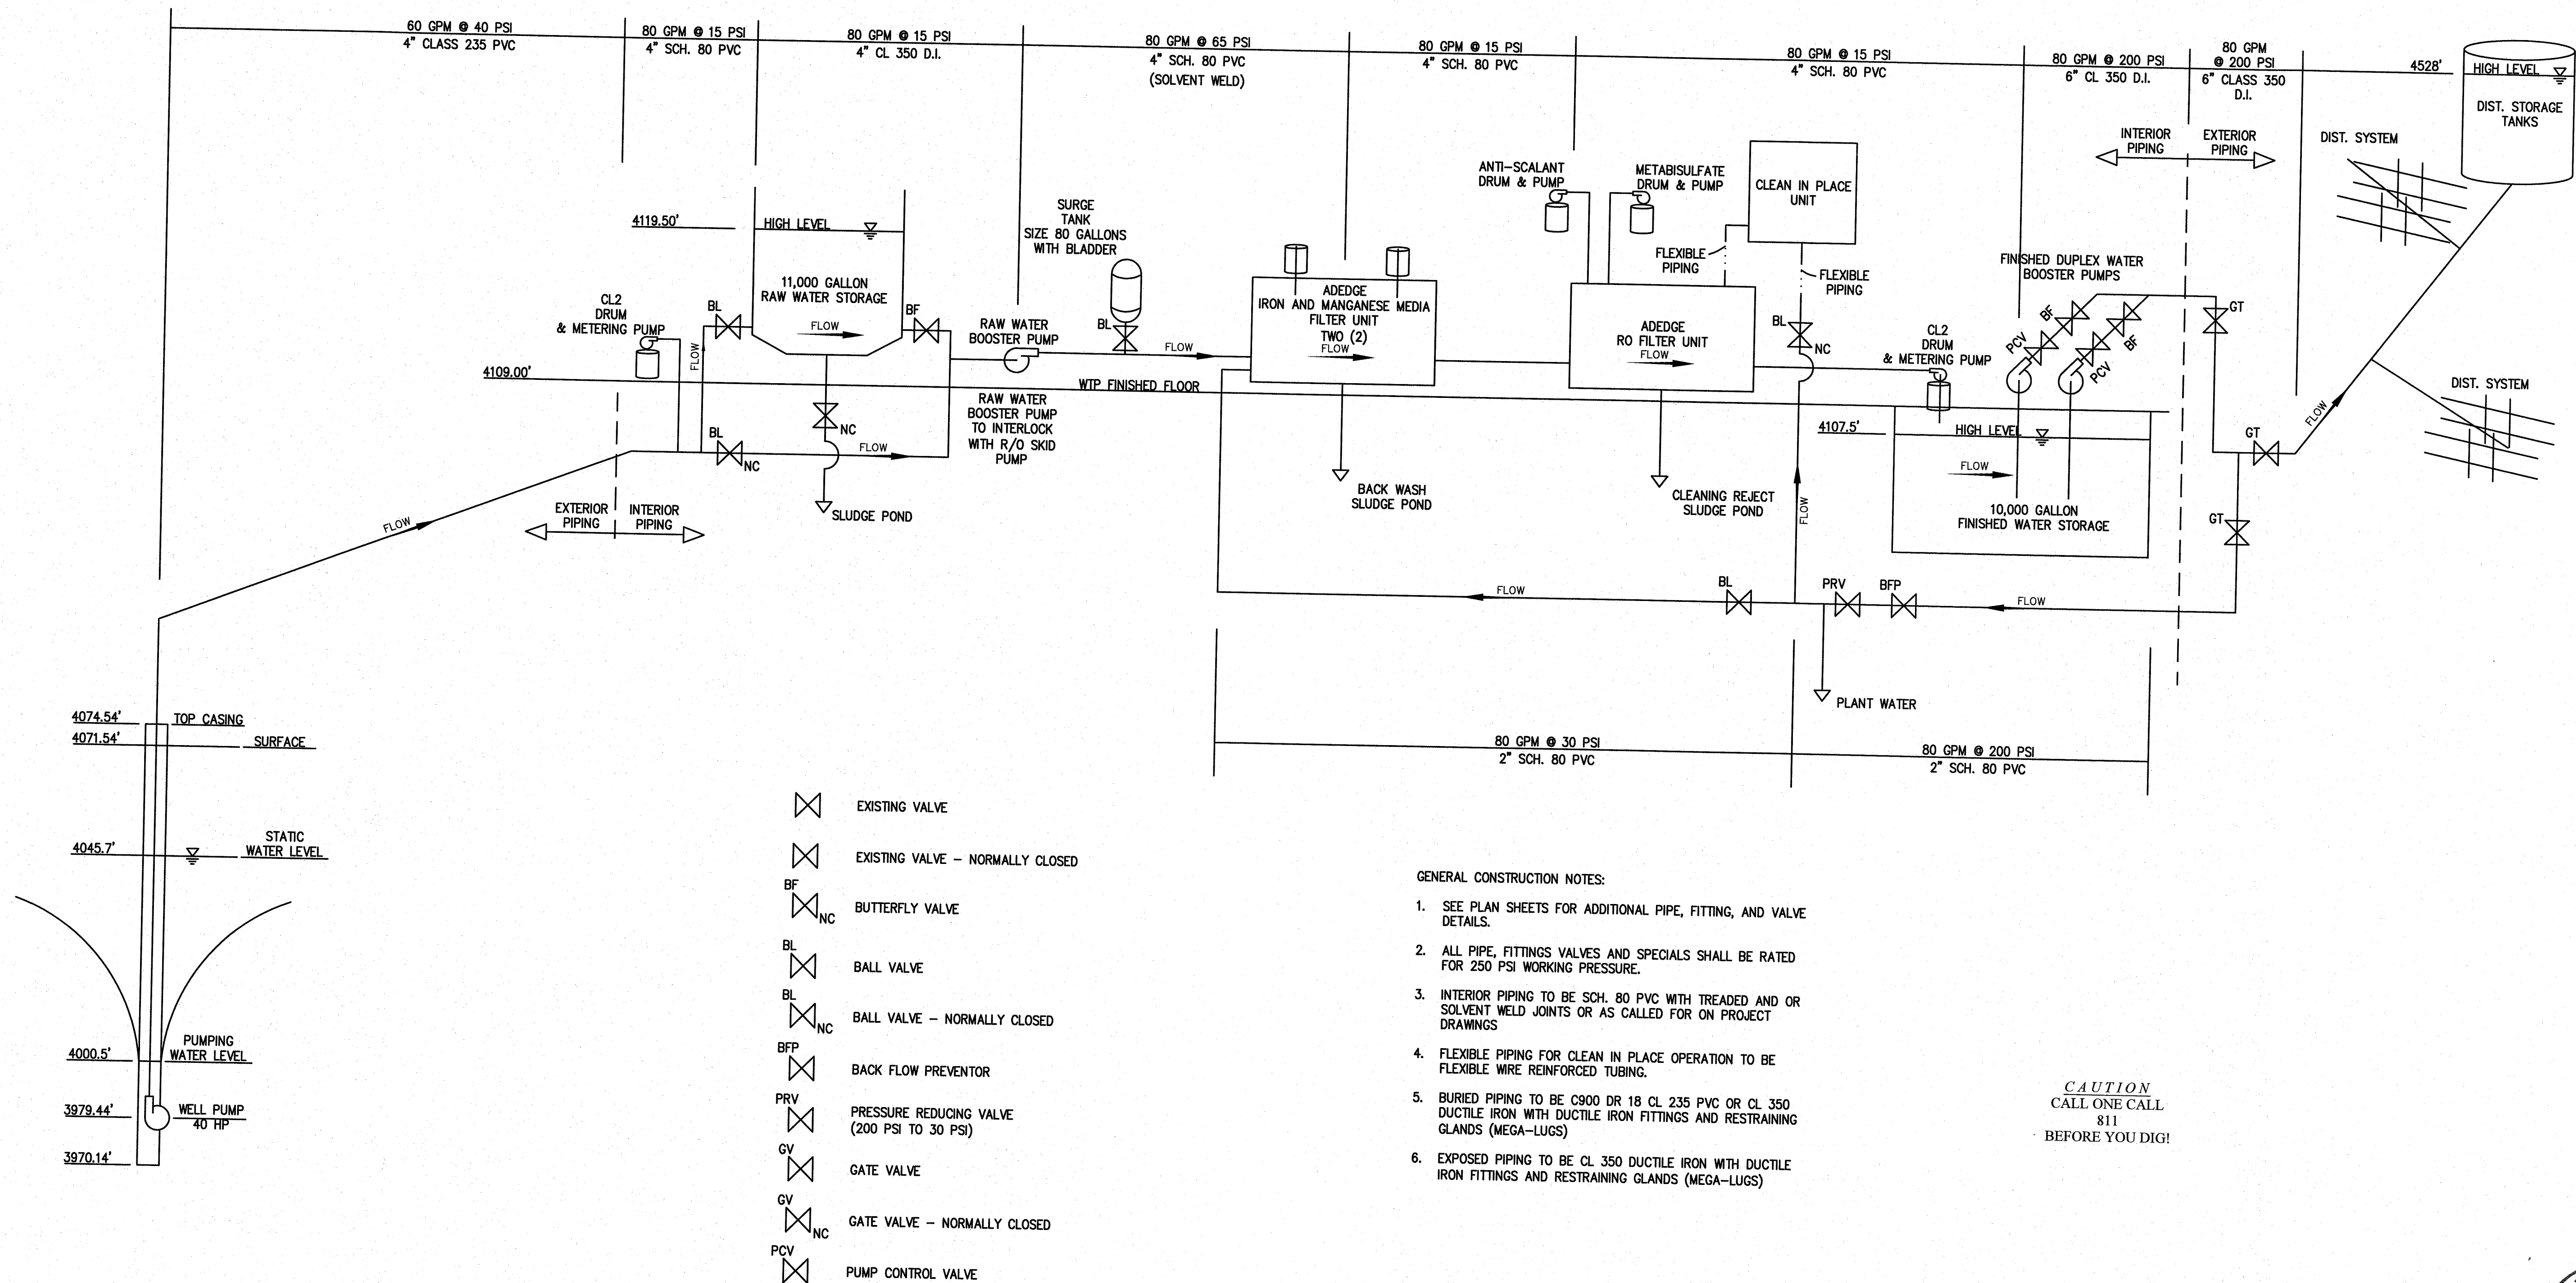 60 GPM @ 40 PSI
4" CLASS 235 PVC
80 GPM @ 15 PSI
4" SCH. 80 PVC
80 GPM @ 15 PSI
4" CL 350 D.I.
80 GPM @ 65 PSI
4" SCH. 80 PVC
(SOLVENT WELD)
80 GPM @ 15 PSI
4" SCH. 80 PVC
80 GPM @ 15 PSI
4" SCH. 80 PVC
80 GPM @ 200 PSI
6" CL 350 D.I.
80 GPM
@ 200 PSI
6" CLASS 350
D.I.
4528'
HIGH LEVEL
DIST. STORAGE
TANKS
INTERIOR
PIPING
EXTERIOR
PIPING
DIST. SYSTEM
4119.50'
HIGH LEVEL
11,000 GALLON
RAW WATER STORAGE
FLOW
SURGE
TANK
SIZE 80 GALLONS
WITH BLADDER
BL
CL2
DRUM
& METERING PUMP
BL
FLOW
BF
RAW WATER
BOOSTER PUMP
FLOW
4109.00'
WTP FINISHED FLOOR
RAW WATER
BOOSTER PUMP
TO INTERLOCK
WITH R/O SKID
PUMP
BL
NC
NC
FLOW
FLOW
EXTERIOR
PIPING
INTERIOR
PIPING
SLUDGE POND
ADEDGE
IRON AND MANGANESE MEDIA
FILTER UNIT
TWO (2)
FLOW
BACK WASH
SLUDGE POND
ANTI-SCALANT
DRUM & PUMP
METABISULFATE
DRUM & PUMP
CLEAN IN PLACE
UNIT
FLEXIBLE
PIPING
FLEXIBLE
PIPING
ADEDGE
RO FILTER UNIT
FLOW
BL
NC
CLEANING REJECT
SLUDGE POND
FLOW
CL2
DRUM
& METERING PUMP
FINISHED DUPLEX WATER
BOOSTER PUMPS
PCV
BF
PCV
BF
GT
4107.5'
HIGH LEVEL
FLOW
10,000 GALLON
FINISHED WATER STORAGE
GT
FLOW
DIST. SYSTEM
GT
FLOW
BL
PRV
BFP
FLOW
PLANT WATER
80 GPM @ 30 PSI
2" SCH. 80 PVC
80 GPM @ 200 PSI
2" SCH. 80 PVC
4074.54'
TOP CASING
4071.54'
SURFACE
4045.7'
STATIC
WATER LEVEL
4000.5'
PUMPING
WATER LEVEL
3979.44'
WELL PUMP
40 HP
3970.14'
EXISTING VALVE
EXISTING VALVE – NORMALLY CLOSED
BF
NC
BUTTERFLY VALVE
BL
BALL VALVE
BL
NC
BALL VALVE – NORMALLY CLOSED
BFP
BACK FLOW PREVENTOR
PRV
PRESSURE REDUCING VALVE
(200 PSI TO 30 PSI)
GV
GATE VALVE
GV
NC
GATE VALVE – NORMALLY CLOSED
PCV
PUMP CONTROL VALVE
GENERAL CONSTRUCTION NOTES:
1. SEE PLAN SHEETS FOR ADDITIONAL PIPE, FITTING, AND VALVE
DETAILS.
2. ALL PIPE, FITTINGS VALVES AND SPECIALS SHALL BE RATED
FOR 250 PSI WORKING PRESSURE.
3. INTERIOR PIPING TO BE SCH. 80 PVC WITH TREADED AND OR
SOLVENT WELD JOINTS OR AS CALLED FOR ON PROJECT
DRAWINGS
4. FLEXIBLE PIPING FOR CLEAN IN PLACE OPERATION TO BE
FLEXIBLE WIRE REINFORCED TUBING.
5. BURIED PIPING TO BE C900 DR 18 CL 235 PVC OR CL 350
DUCTILE IRON WITH DUCTILE IRON FITTINGS AND RESTRAINING
GLANDS (MEGA-LUGS)
6. EXPOSED PIPING TO BE CL 350 DUCTILE IRON WITH DUCTILE
IRON FITTINGS AND RESTRAINING GLANDS (MEGA-LUGS)
CAUTION
CALL ONE CALL
811
BEFORE YOU DIG!